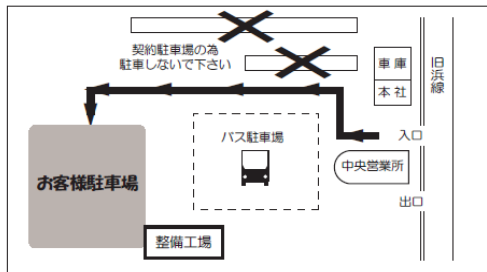 契約駐車場の為
駐車しないで下さい
車庫
本社
旧浜線
入口
バス駐車場
中央営業所
お客様駐車場
出口
整備工場